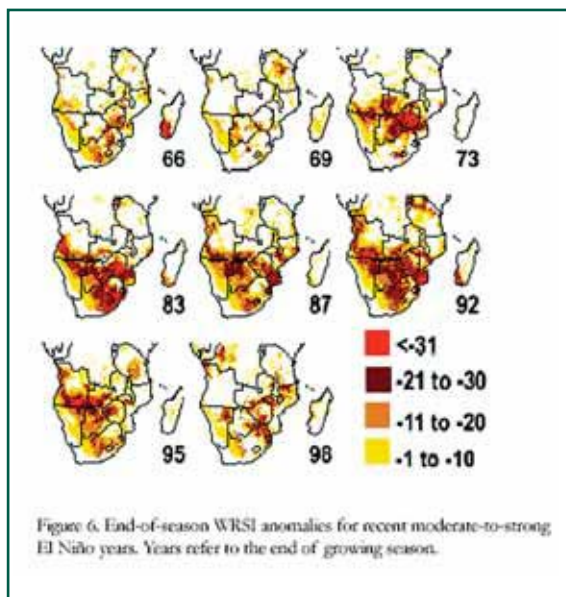 66 69 73
83 87 92
95 98
<-31
-21 to -30
-11 to -20
-1 to -10
Figure 6. End-of-season WRSI anomalies for recent moderate-to-strong
El Niño years. Years refer to the end of growing season.